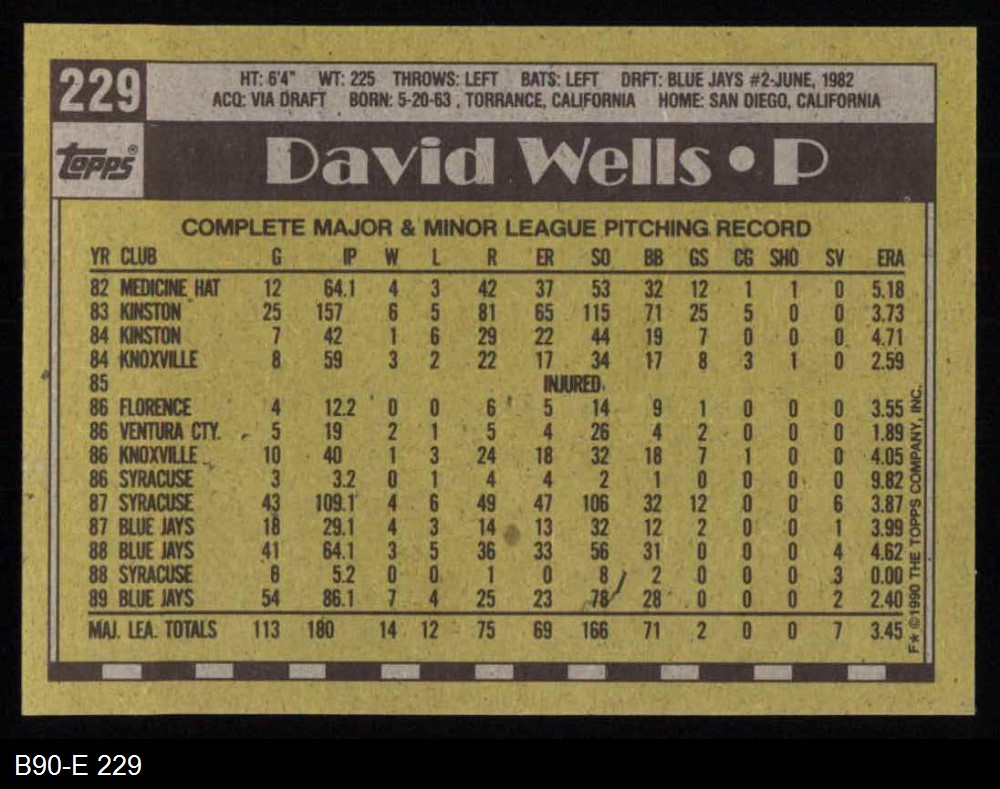 229
HT: 6'4" WT: 225 THROWS: LEFT BATS: LEFT DRFT: BLUE JAYS #2-JUNE, 1982
ACQ: VIA DRAFT BORN: 5-20-63 , TORRANCE, CALIFORNIA HOME: SAN DIEGO, CALIFORNIA
topps®
David Wells • P
COMPLETE MAJOR & MINOR LEAGUE PITCHING RECORD
YR CLUB G IP W L R ER SO BB GS CG SHO SV ERA
82 MEDICINE HAT 12 64.1 4 3 42 37 53 32 12 1 1 0 5.18
83 KINSTON 25 157 6 5 81 65 115 71 25 5 0 0 3.73
84 KINSTON 7 42 1 6 29 22 44 19 7 0 0 0 4.71
84 KNOXVILLE 8 59 3 2 22 17 34 17 8 3 1 0 2.59
85 INJURED
86 FLORENCE 4 12.2 0 0 6 5 14 9 1 0 0 0 3.55
86 VENTURA CTY. 5 19 2 1 5 4 26 4 2 0 0 0 1.89
86 KNOXVILLE 10 40 1 3 24 18 32 18 7 1 0 0 4.05
86 SYRACUSE 3 3.2 0 1 4 4 2 1 0 0 0 0 9.82
87 SYRACUSE 43 109.1 4 6 49 47 106 32 12 0 0 6 3.87
87 BLUE JAYS 18 29.1 4 3 14 13 32 12 2 0 0 1 3.99
88 BLUE JAYS 41 64.1 3 5 36 33 56 31 0 0 0 4 4.62
88 SYRACUSE 6 5.2 0 0 1 0 8 2 0 0 0 3 0.00
89 BLUE JAYS 54 86.1 7 4 25 23 78 28 0 0 0 2 2.40
MAJ. LEA. TOTALS 113 180 14 12 75 69 166 71 2 0 0 7 3.45
F* ©1990 THE TOPPS COMPANY, INC.
B90-E 229